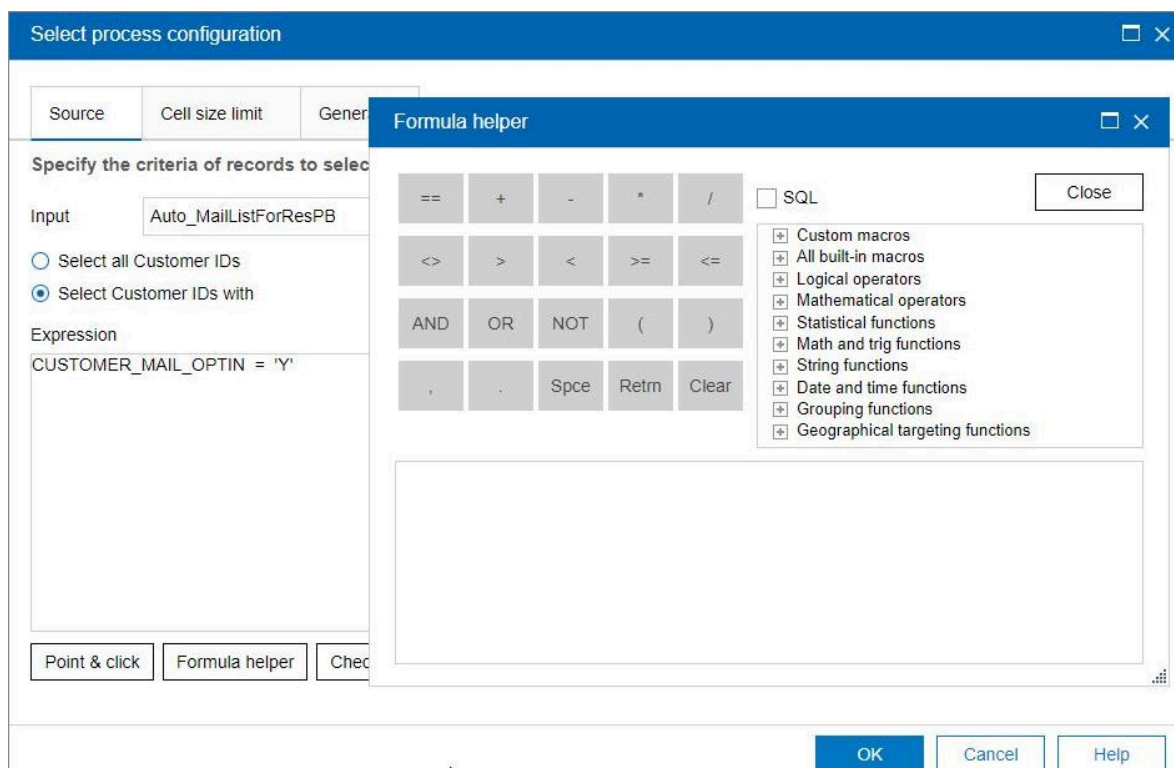 Select process configuration
Source Cell size limit Gener
Specify the criteria of records to selec
Input Auto_MailListForResPB
Select all Customer IDs
Select Customer IDs with
Expression
CUSTOMER_MAIL_OPTIN = 'Y'
Point & click Formula helper Chec
Formula helper
== + - * /
<> > < >= <=
AND OR NOT ( )
, . Spce Retrn Clear
SQL
Close
Custom macros
All built-in macros
Logical operators
Mathematical operators
Statistical functions
Math and trig functions
String functions
Date and time functions
Grouping functions
Geographical targeting functions
OK Cancel Help